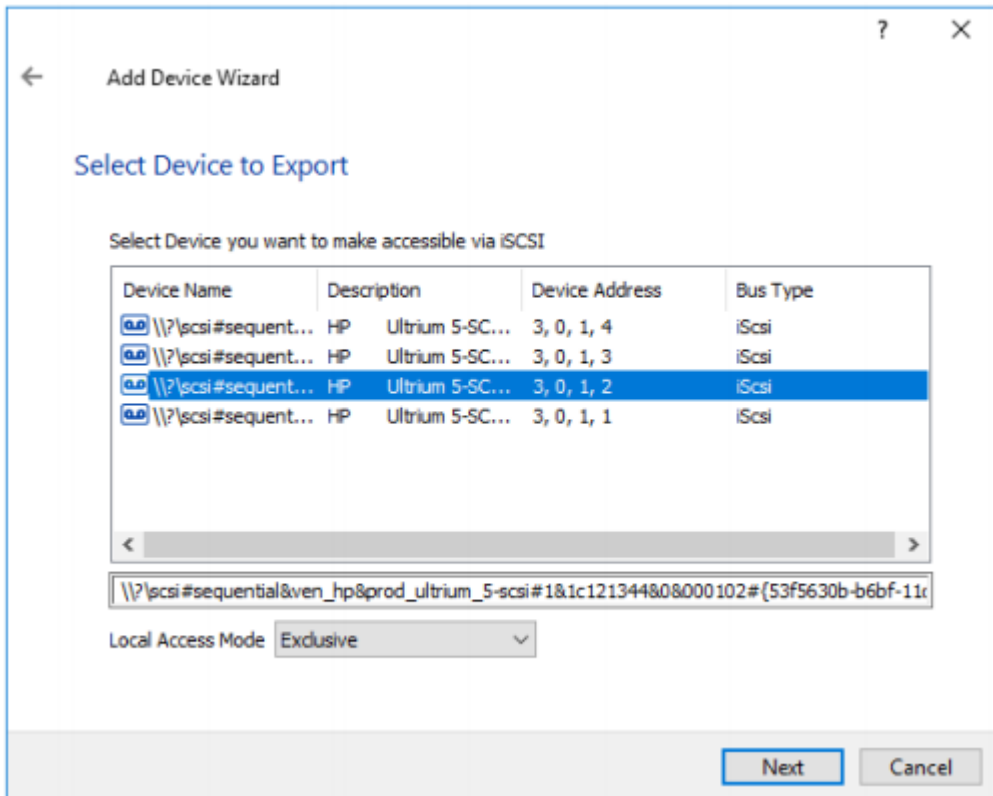 ?
Add Device Wizard
Select Device to Export
Select Device you want to make accessible via iSCSI
Device Name Description Device Address Bus Type
\\?\scsi#sequent... HP Ultrium 5-SC... 3, 0, 1, 4 iScsi
\\?\scsi#sequent... HP Ultrium 5-SC... 3, 0, 1, 3 iScsi
\\?\scsi#sequent... HP Ultrium 5-SC... 3, 0, 1, 2 iScsi
\\?\scsi#sequent... HP Ultrium 5-SC... 3, 0, 1, 1 iScsi
\\?\scsi#sequential&ven_hp&prod_ultrium_5-scsi#1&1c121344&0&000102#{53f5630b-b6bf-11
Local Access Mode Exclusive
Next Cancel